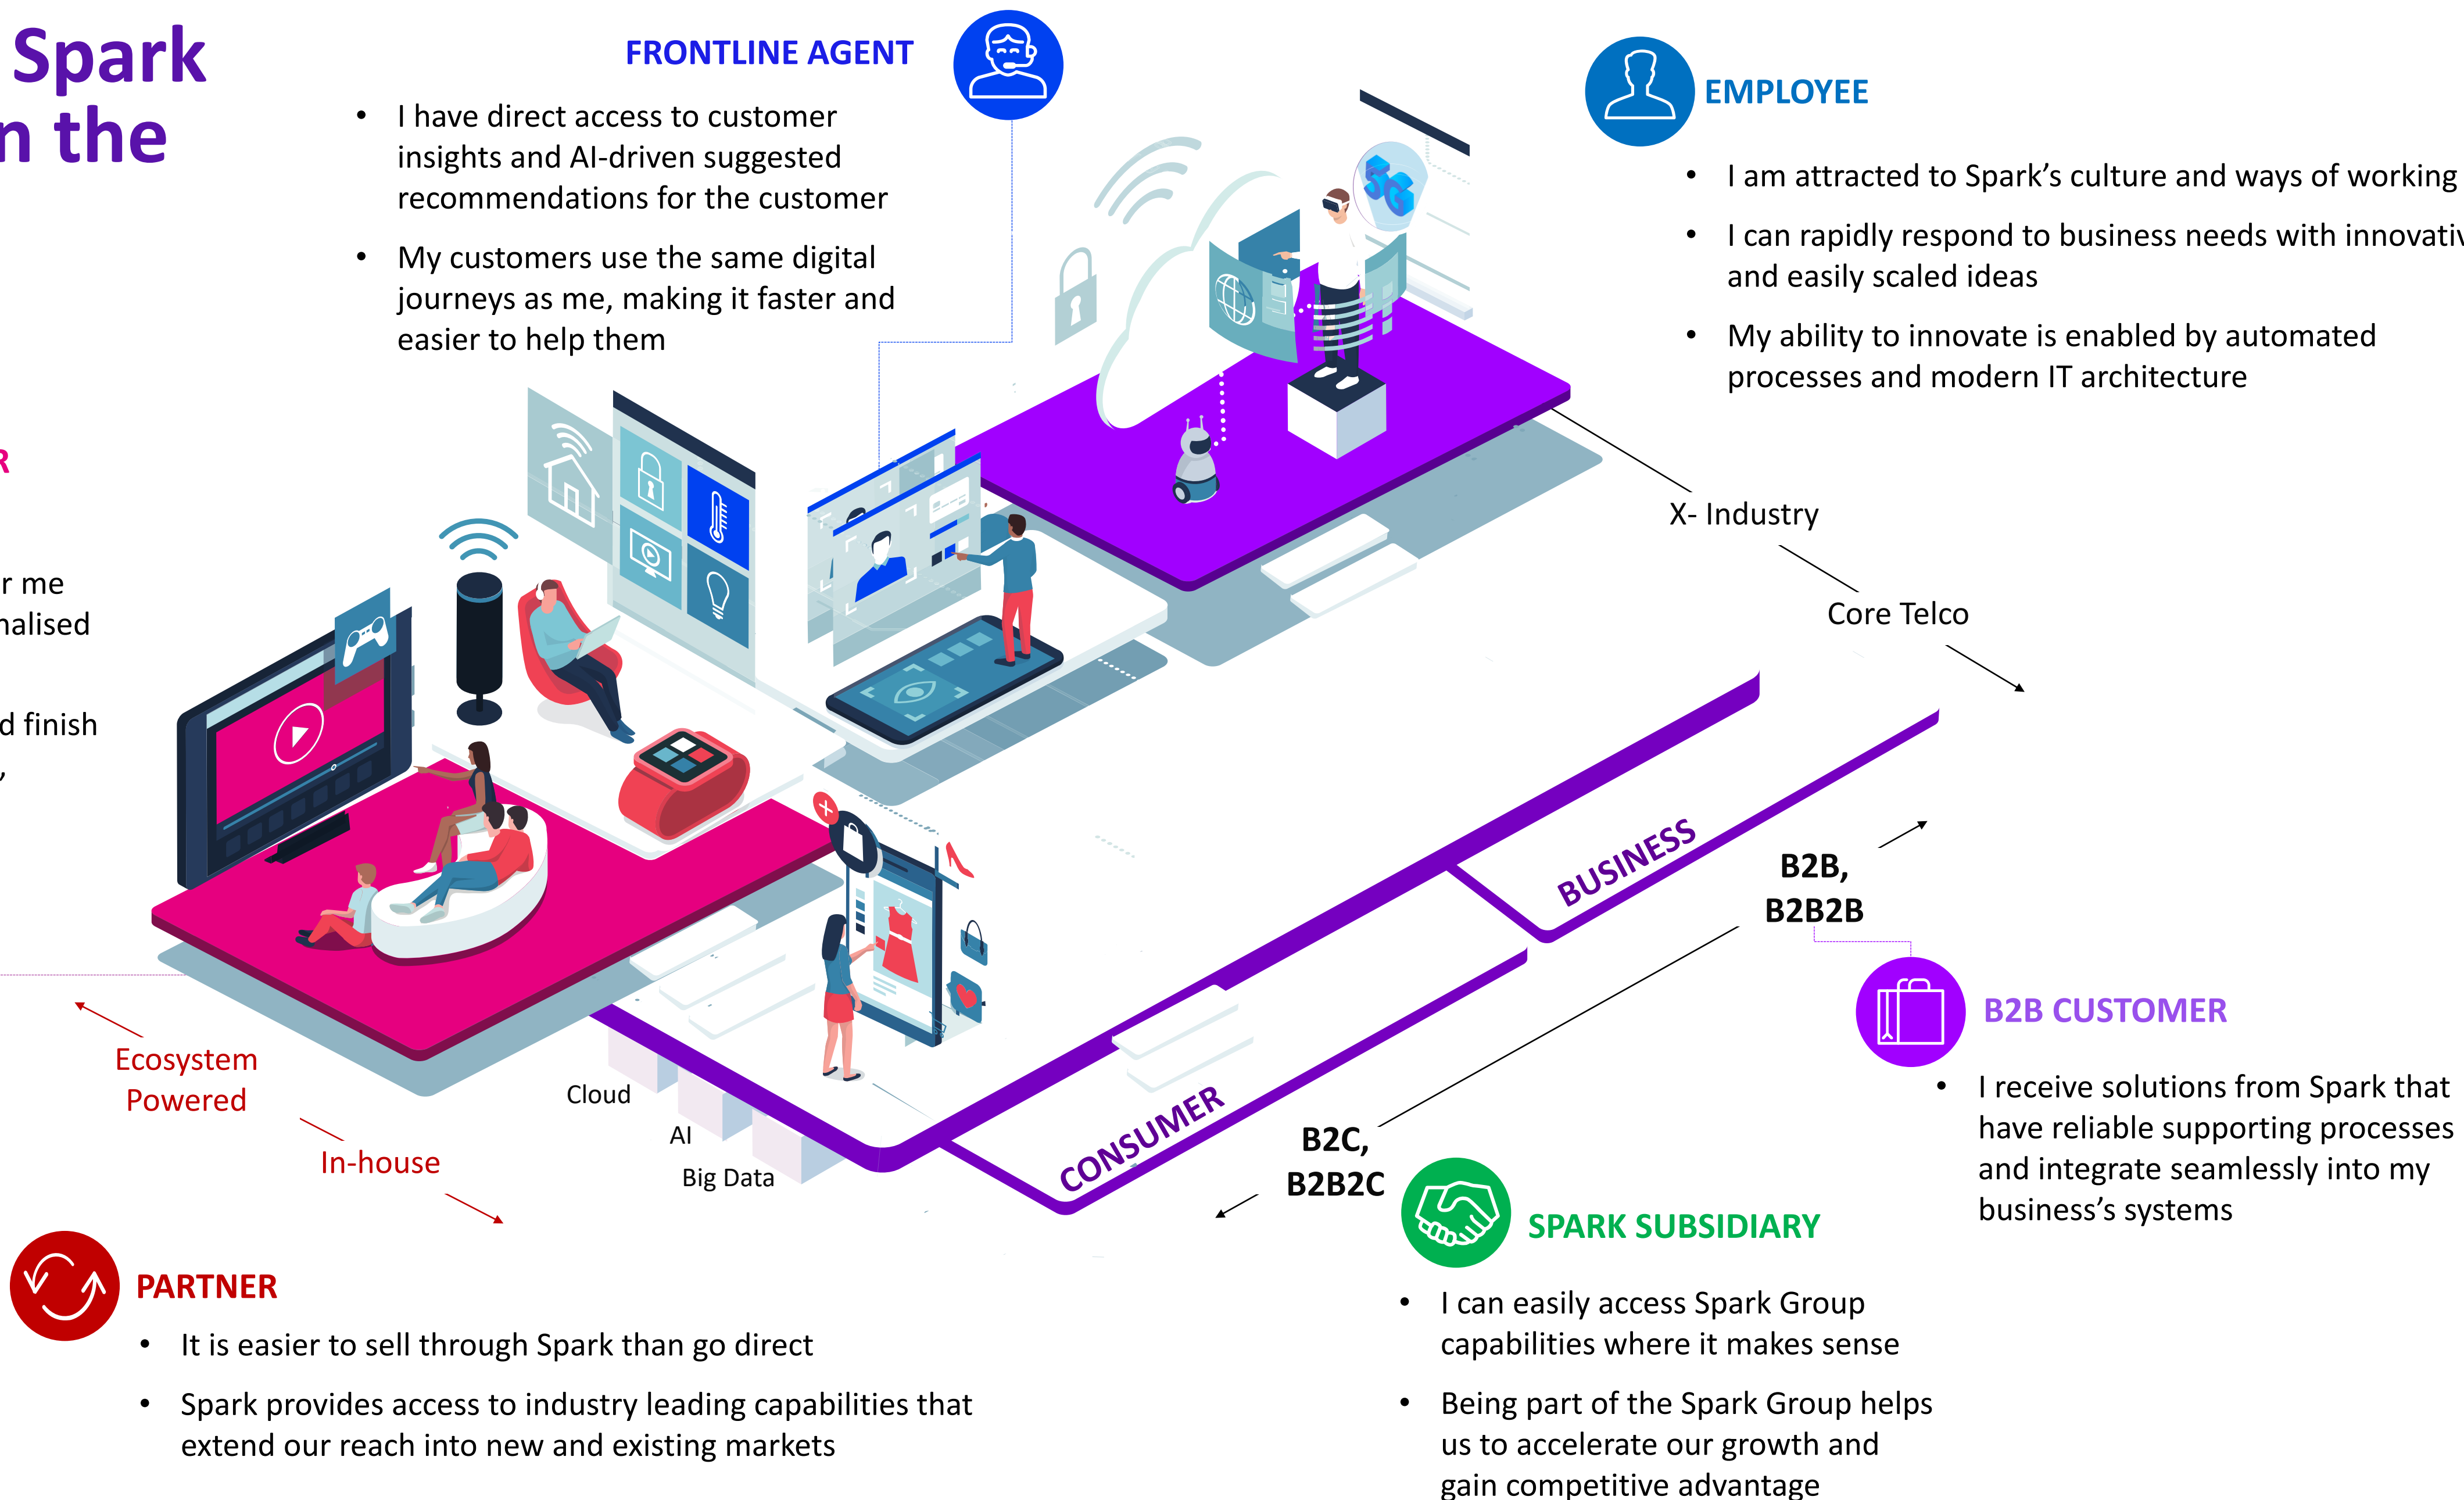 Spark
n the
FRONTLINE AGENT
• I have direct access to customer
insights and AI-driven suggested
recommendations for the customer
• My customers use the same digital
journeys as me, making it faster and
easier to help them
EMPLOYEE
• I am attracted to Spark’s culture and ways of working
• I can rapidly respond to business needs with innovativ
and easily scaled ideas
• My ability to innovate is enabled by automated
processes and modern IT architecture
5G
R
r me
nalised
d finish
,
X- Industry
Core Telco
BUSINESS
B2B,
B2B2B
B2B CUSTOMER
• I receive solutions from Spark that
have reliable supporting processes
and integrate seamlessly into my
business’s systems
Ecosystem
Powered
In-house
Cloud
AI
Big Data
CONSUMER
B2C,
B2B2C
PARTNER
• It is easier to sell through Spark than go direct
• Spark provides access to industry leading capabilities that
extend our reach into new and existing markets
SPARK SUBSIDIARY
• I can easily access Spark Group
capabilities where it makes sense
• Being part of the Spark Group helps
us to accelerate our growth and
gain competitive advantage